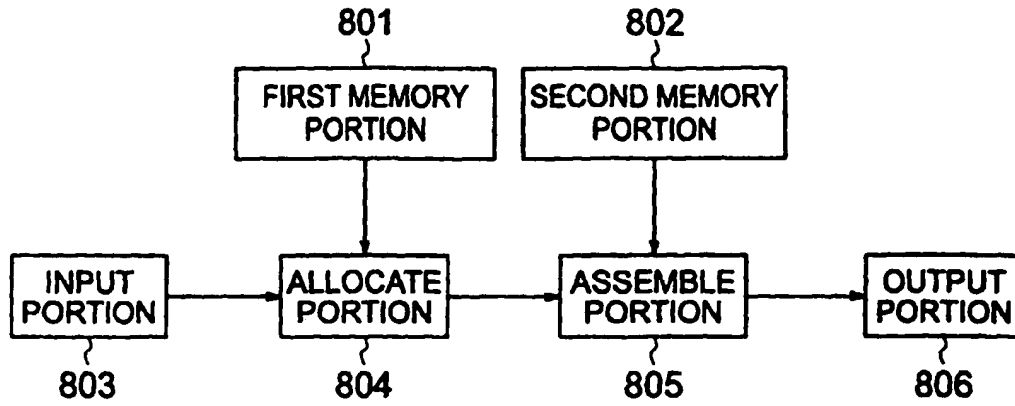 801
802
FIRST MEMORY
PORTION
SECOND MEMORY
PORTION
INPUT
PORTION
ALLOCATE
PORTION
ASSEMBLE
PORTION
OUTPUT
PORTION
803
804
805
806